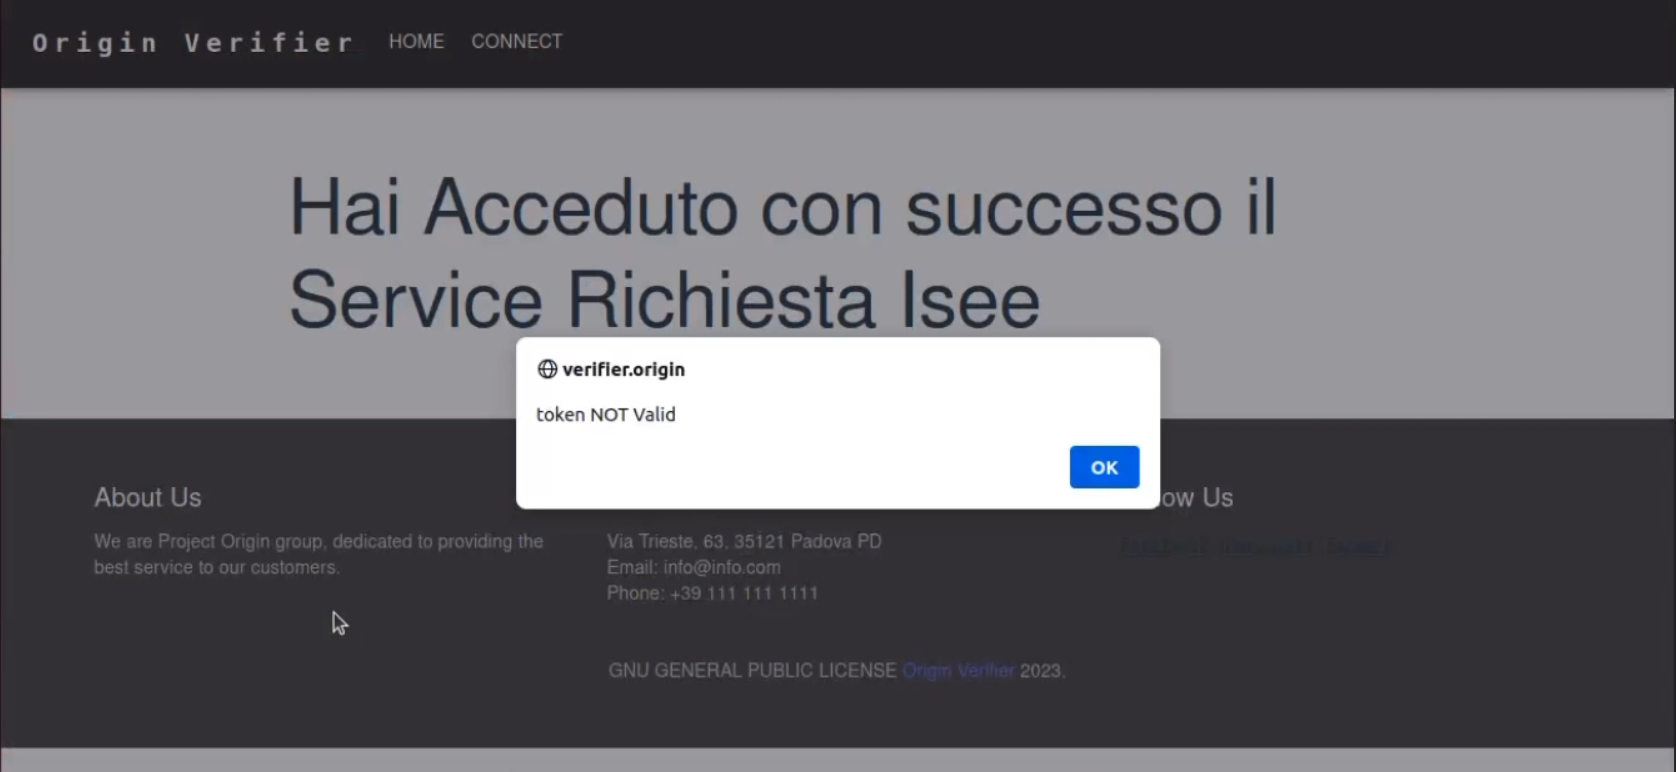 Origin Verifier HOME CONNECT
Hai Acceduto con successo il
Service Richiesta Isee
verifier.origin
token NOT Valid
OK
About Us
We are Project Origin group, dedicated to providing the
best service to our customers.
Via Trieste, 63, 35121 Padova PD
Email: info@info.com
Phone: +39 111 111 1111
ow Us
GNU GENERAL PUBLIC LICENSE Origin Verifier 2023.